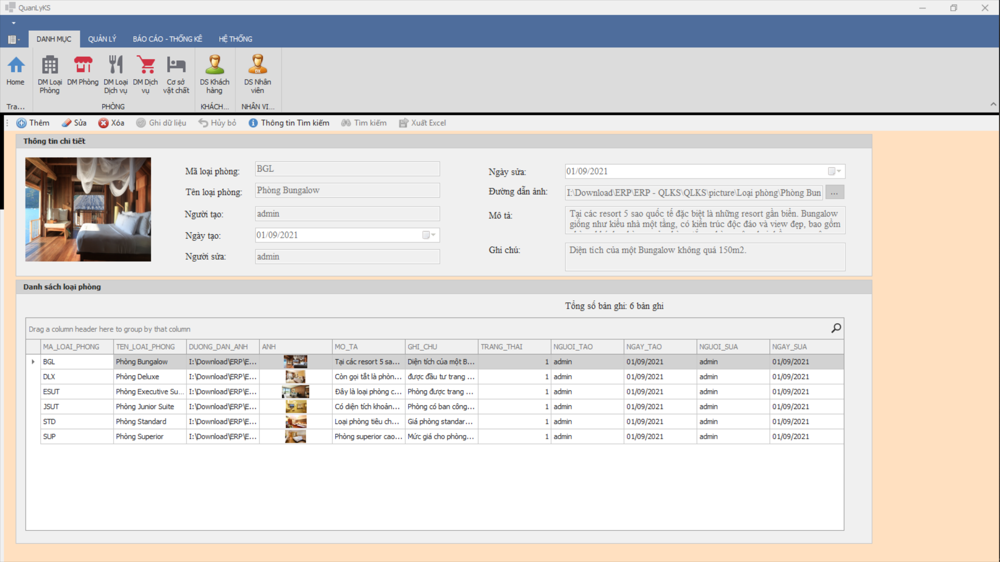 QuanLyKS
DANH MỤC QUẢN LÝ BÁO CÁO - THỐNG KÊ HỆ THỐNG
Home
DM Loại Phòng
DM Phòng
DM Loại Dịch vụ
DM Dịch vụ
Cơ sở vật chất
DS Khách hàng
DS Nhân viên
Tra... PHÒNG KHÁCH... NHÂN VI...
Thêm Sửa Xóa Ghi dữ liệu Hủy bỏ Thông tin Tìm kiếm Tìm kiếm Xuất Excel
Thông tin chi tiết
Mã loại phòng: BGL
Tên loại phòng: Phòng Bungalow
Người tạo: admin
Ngày tạo: 01/09/2021
Người sửa: admin
Ngày sửa: 01/09/2021
Đường dẫn ảnh: I:\Download\ERP\ERP - QLKS\QLKS\picture\Loại phòng\Phòng Bun ...
Mô tả: Tại các resort 5 sao quốc tế đặc biệt là những resort gần biển. Bungalow
giống như kiểu nhà một tầng, có kiến trúc độc đáo và view đẹp, bao gồm
Ghi chú: Diện tích của một Bungalow không quá 150m2.
Danh sách loại phòng
Tổng số bản ghi: 6 bản ghi
Drag a column header here to group by that column
MA_LOAI_PHONG TEN_LOAI_PHONG DUONG_DAN_ANH ANH MO_TA GHI_CHU TRANG_THAI NGUOI_TAO NGAY_TAO NGUOI_SUA NGAY_SUA
BGL Phòng Bungalow I:\Download\ERP\E... Tại các resort 5 sa... Diện tích của một B... 1 admin 01/09/2021 admin 01/09/2021
DLX Phòng Deluxe I:\Download\ERP\E... Còn gọi tắt là phòn... được đầu tư trang ... 1 admin 01/09/2021 admin 01/09/2021
ESUT Phòng Executive Su... I:\Download\ERP\E... Đây là loại phòng c... Phòng được trang ... 1 admin 01/09/2021 admin 01/09/2021
JSUT Phòng Junior Suite I:\Download\ERP\E... Có diện tích khoản... Phòng có ban công... 1 admin 01/09/2021 admin 01/09/2021
STD Phòng Standard I:\Download\ERP\E... Loại phòng tiêu ch... Giá phòng standar... 1 admin 01/09/2021 admin 01/09/2021
SUP Phòng Superior I:\Download\ERP\E... Phòng superior cao... Mức giá cho phòng... 1 admin 01/09/2021 admin 01/09/2021